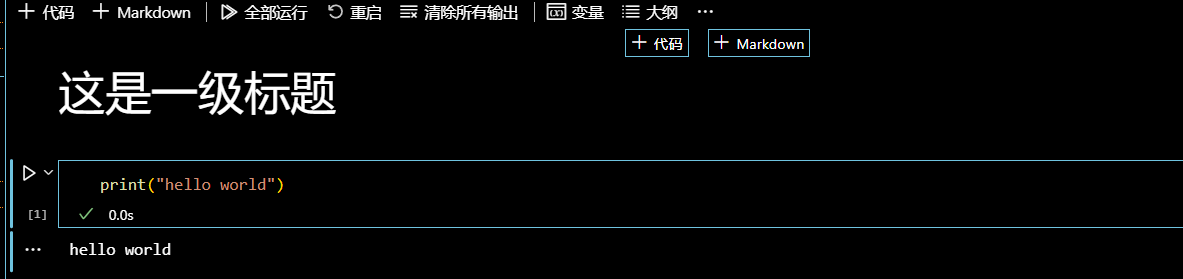 代码 Markdown 全部运行 重启 清除所有输出 变量 大纲 ...
代码 Markdown
这是一级标题
print("hello world")
[1] 0.0s
... hello world